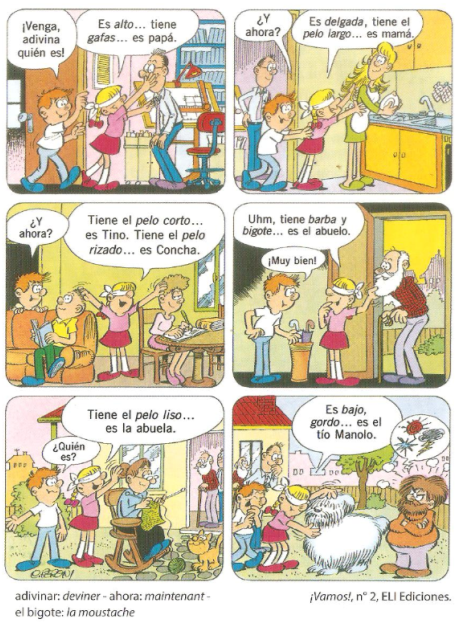 ¡Venga,
adivina
quién es!
Es alto... tiene
gafas... es papá.
¿Y
ahora?
Es delgada, tiene el
pelo largo... es mamá.
¿Y
ahora?
Tiene el pelo corto...
es Tino. Tiene el pelo
rizado... es Concha.
Uhm, tiene barba y
bigote... es el abuelo.
¡Muy bien!
Tiene el pelo liso...
es la abuela.
¿Quién
es?
Es bajo,
gordo... es el
tío Manolo.
adivinar: deviner - ahora: maintenant -
el bigote: la moustache
¡Vamos!, n° 2, ELI Ediciones.